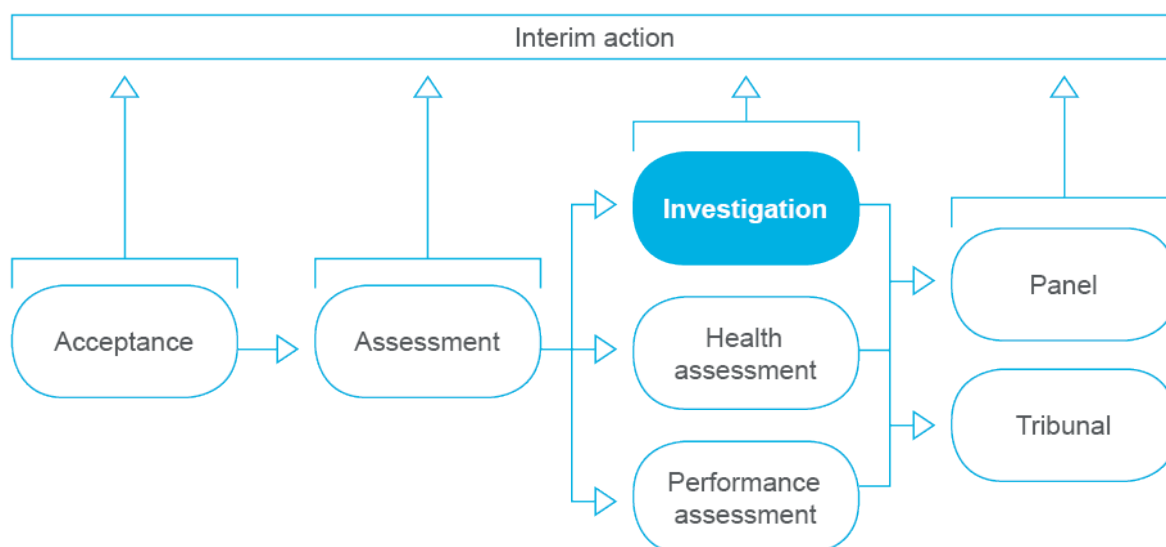 Interim action
Acceptance
Assessment
Investigation
Health
assessment
Performance
assessment
Panel
Tribunal